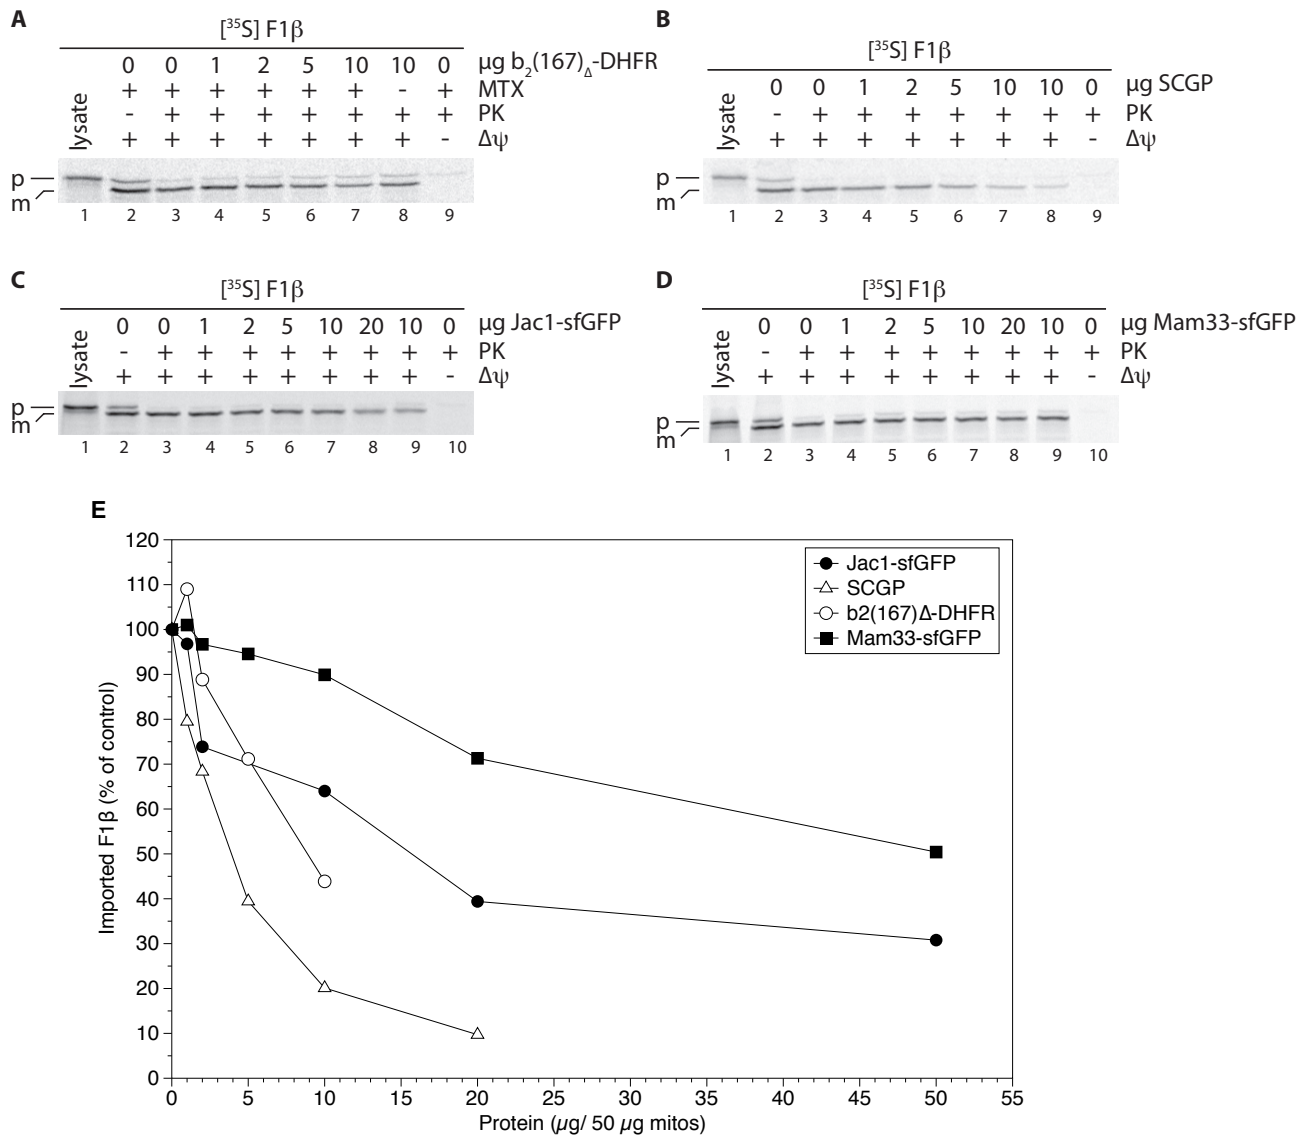 A
[³⁵S] F1β
0 0 1 2 5 10 10 0 µg b₂(167)Δ-DHFR
+ + + + + + - + MTX
- + + + + + + + PK
+ + + + + + + - Δψ
lysate
p
m
1 2 3 4 5 6 7 8 9
B
[³⁵S] F1β
0 0 1 2 5 10 10 0 µg SCGP
- + + + + + + + PK
+ + + + + + + - Δψ
lysate
p
m
1 2 3 4 5 6 7 8 9
C
[³⁵S] F1β
0 0 1 2 5 10 20 10 0 µg Jac1-sfGFP
- + + + + + + + + PK
+ + + + + + + + - Δψ
lysate
p
m
1 2 3 4 5 6 7 8 9 10
D
[³⁵S] F1β
0 0 1 2 5 10 20 10 0 µg Mam33-sfGFP
- + + + + + + + + PK
+ + + + + + + + - Δψ
lysate
p
m
1 2 3 4 5 6 7 8 9 10
E
120
110
100
90
80
70
60
50
40
30
20
10
0
Imported F1β (% of control)
Jac1-sfGFP
SCGP
b2(167)Δ-DHFR
Mam33-sfGFP
0 5 10 15 20 25 30 35 40 45 50 55
Protein (µg/ 50 µg mitos)